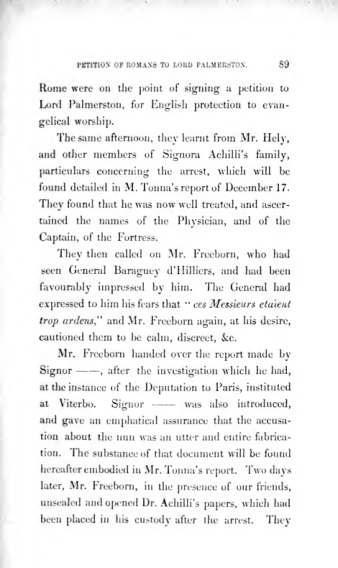 PETITION OF ROMANS TO LORD PALMERSTON. 89
Rome were on the point of signing a petition to
Lord Palmerston, for English protection to evan-
gelical worship.
The same afternoon, they learnt from Mr. Hely,
and other members of Signora Achilli's family,
particulars concerning the arrest, which will be
found detailed in M. Tonna's report of December 17.
They found that he was now well treated, and ascer-
tained the names of the Physician, and of the
Captain, of the Fortress.
They then called on Mr. Freeborn, who had
seen General Baraguey d'Hilliers, and had been
favourably impressed by him. The General had
expressed to him his fears that "ces Messieurs etaient
trop ardens," and Mr. Freeborn again, at his desire,
cautioned them to be calm, discreet, &c.
Mr. Freeborn handed over the report made by
Signor ——, after the investigation which he had,
at the instance of the Deputation to Paris, instituted
at Viterbo. Signor —— was also introduced,
and gave an emphatical assurance that the accusa-
tion about the nun was an utter and entire fabrica-
tion. The substance of that document will be found
hereafter embodied in Mr. Tonna's report. Two days
later, Mr. Freeborn, in the presence of our friends,
unsealed and opened Dr. Achilli's papers, which had
been placed in his custody after the arrest. They